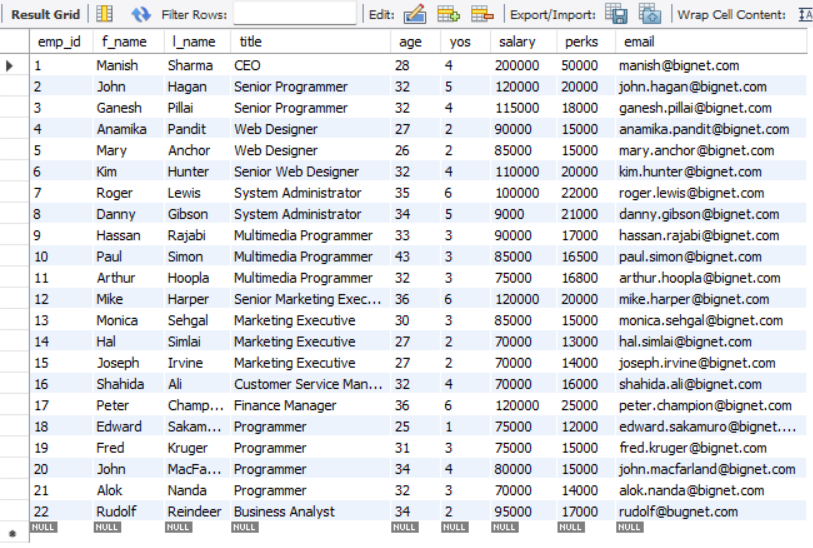 Result Grid Filter Rows: Edit: Export/Import: Wrap Cell Content: IA
emp_id f_name l_name title age yos salary perks email
1 Manish Sharma CEO 28 4 200000 50000 manish@bignet.com
2 John Hagan Senior Programmer 32 5 120000 20000 john.hagan@bignet.com
3 Ganesh Pillai Senior Programmer 32 4 115000 18000 ganesh.pillai@bignet.com
4 Anamika Pandit Web Designer 27 2 90000 15000 anamika.pandit@bignet.com
5 Mary Anchor Web Designer 26 2 85000 15000 mary.anchor@bignet.com
6 Kim Hunter Senior Web Designer 32 4 110000 20000 kim.hunter@bignet.com
7 Roger Lewis System Administrator 35 6 100000 22000 roger.lewis@bignet.com
8 Danny Gibson System Administrator 34 5 9000 21000 danny.gibson@bignet.com
9 Hassan Rajabi Multimedia Programmer 33 3 90000 17000 hassan.rajabi@bignet.com
10 Paul Simon Multimedia Programmer 43 3 85000 16500 paul.simon@bignet.com
11 Arthur Hoopla Multimedia Programmer 32 3 75000 16800 arthur.hoopla@bignet.com
12 Mike Harper Senior Marketing Exec... 36 6 120000 20000 mike.harper@bignet.com
13 Monica Sehgal Marketing Executive 30 3 85000 15000 monica.sehgal@bignet.com
14 Hal Simlai Marketing Executive 27 2 70000 13000 hal.simlai@bignet.com
15 Joseph Irvine Marketing Executive 27 2 70000 14000 joseph.irvine@bignet.com
16 Shahida Ali Customer Service Man... 32 4 70000 16000 shahida.ali@bignet.com
17 Peter Champ... Finance Manager 36 6 120000 25000 peter.champion@bignet.com
18 Edward Sakam... Programmer 25 1 75000 12000 edward.sakamuro@bignet....
19 Fred Kruger Programmer 31 3 75000 15000 fred.kruger@bignet.com
20 John MacFa... Programmer 34 4 80000 15000 john.macfarland@bignet.com
21 Alok Nanda Programmer 32 3 70000 14000 alok.nanda@bignet.com
22 Rudolf Reindeer Business Analyst 34 2 95000 17000 rudolf@bugnet.com
NULL NULL NULL NULL NULL NULL NULL NULL NULL